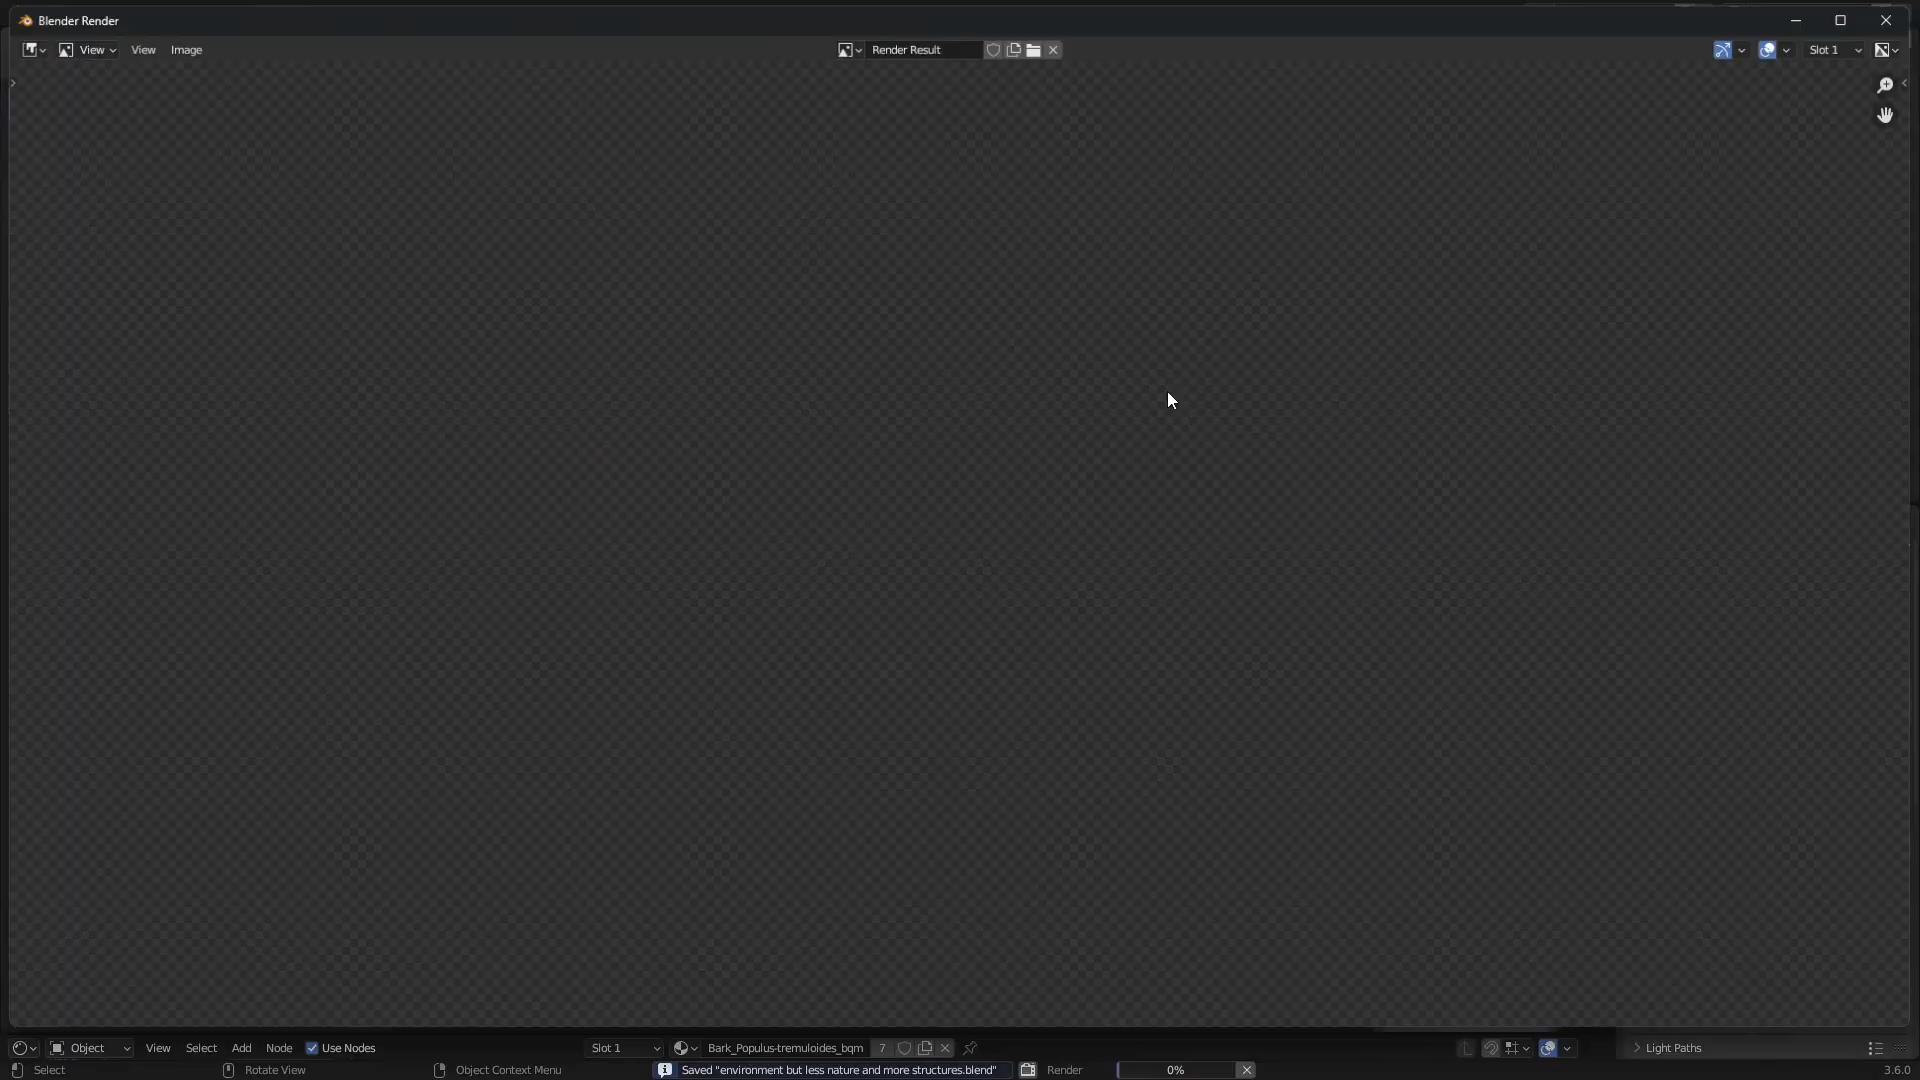 Blender Render
View View Image Render Result Slot 1
Object View Select Add Node Use Nodes Slot 1 Bark_Populus-tremuloides_bqm 7 Light Paths
Select Rotate View Object Context Menu Saved "environment but less nature and more structures.blend" Render 0% 3.6.0